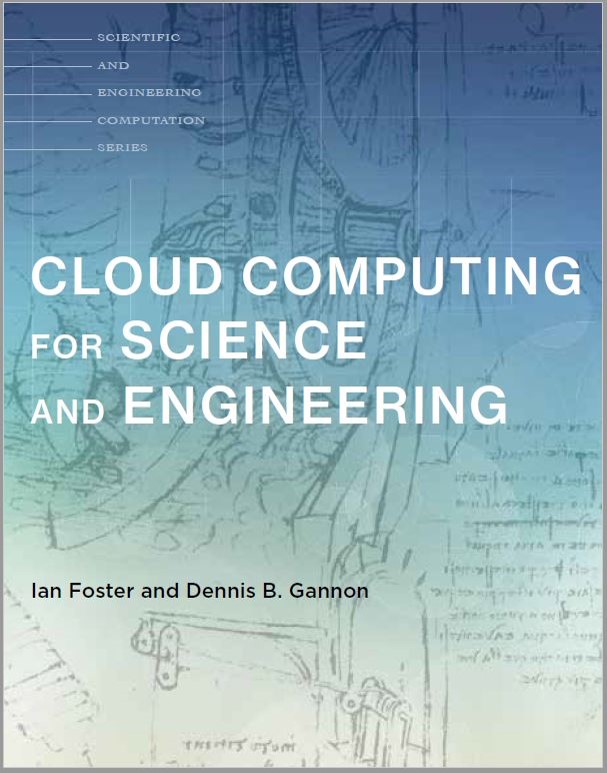 SCIENTIFIC
AND
ENGINEERING
COMPUTATION
SERIES
CLOUD COMPUTING
FOR SCIENCE
AND ENGINEERING
Ian Foster and Dennis B. Gannon